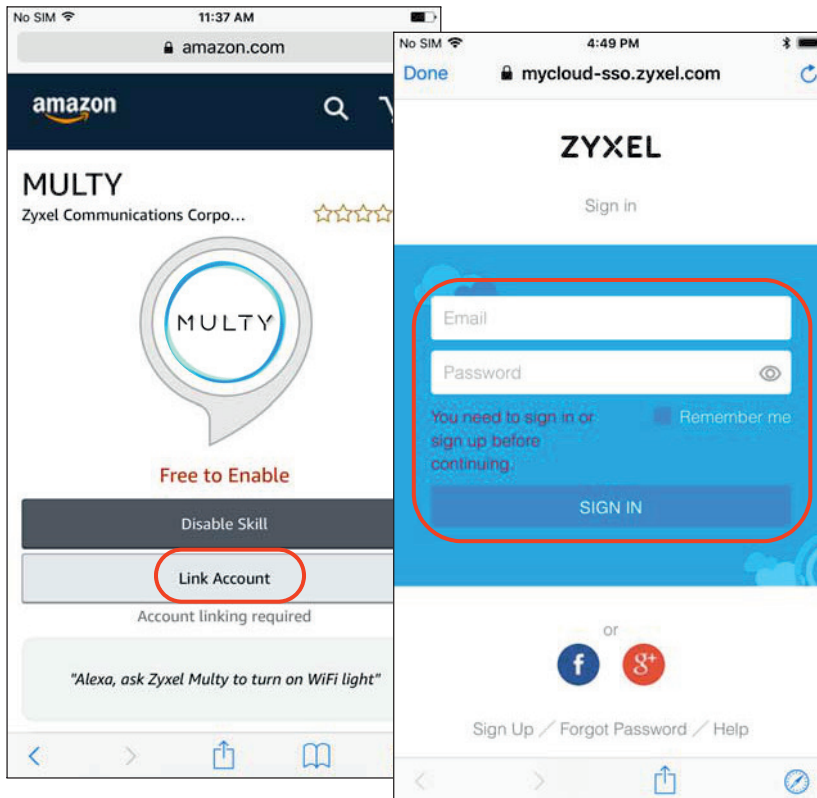 No SIM 11:37 AM
amazon.com
amazon
MULTY
Zyxel Communications Corpo...
MULTY
Free to Enable
Disable Skill
Link Account
Account linking required
"Alexa, ask Zyxel Multy to turn on WiFi light"
No SIM 4:49 PM
Done mycloud-sso.zyxel.com
ZYXEL
Sign in
Email
Password
You need to sign in or
sign up before
continuing.
Remember me
SIGN IN
or
f g+
Sign Up / Forgot Password / Help